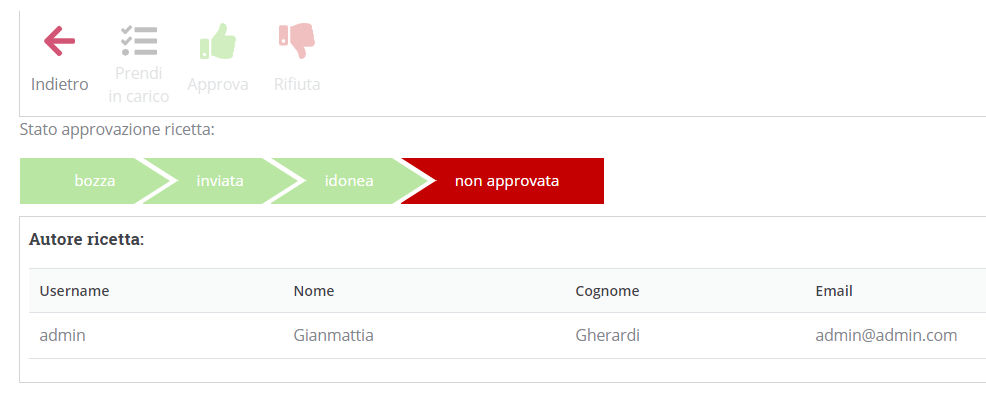 Indietro
Prendi
in carico
Approva
Rifiuta
Stato approvazione ricetta:
bozza
inviata
idonea
non approvata
Autore ricetta:
Username Nome Cognome Email
admin Gianmattia Gherardi admin@admin.com